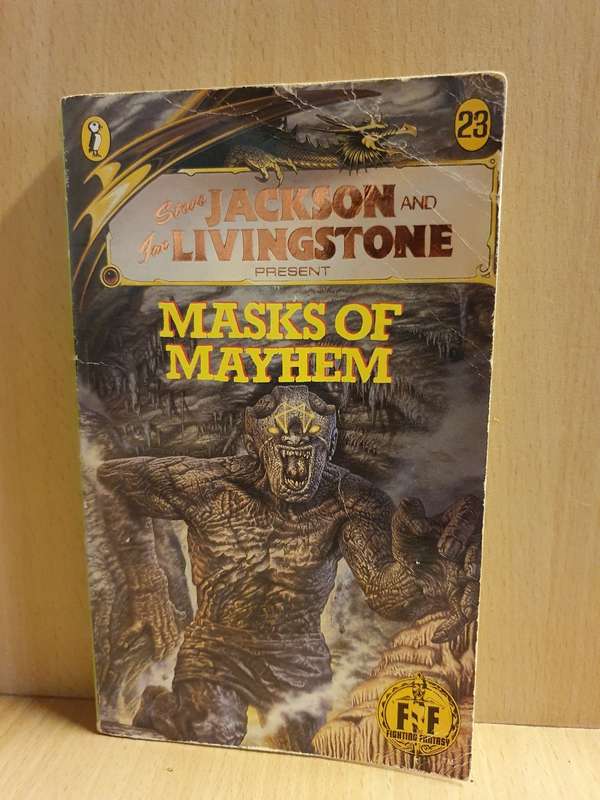 23
Steve JACKSON AND
Ian LIVINGSTONE
PRESENT
MASKS OF
MAYHEM
FF
FIGHTING FANTASY